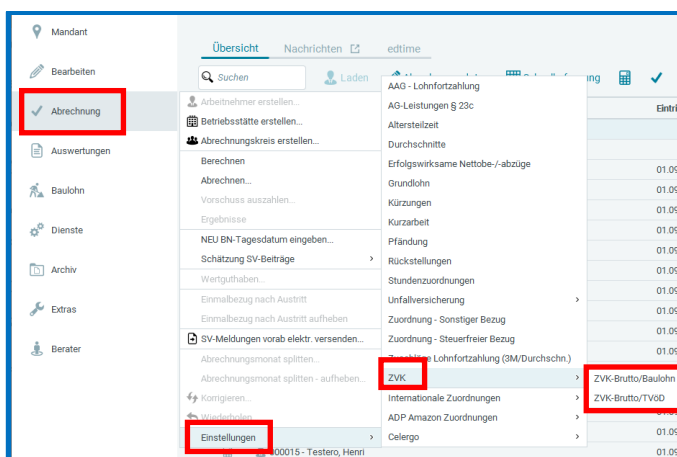 Mandant
Bearbeiten
Abrechnung
Auswertungen
Baulohn
Dienste
Archiv
Extras
Berater
Übersicht
Nachrichten
edtime
Suchen
Laden
Arbeitnehmer erstellen...
Betriebsstätte erstellen...
Abrechnungskreis erstellen...
Berechnen
Abrechnen...
Vorschuss auszahlen...
Ergebnisse
NEU BN-Tagesdatum eingeben...
Schätzung SV-Beiträge
Wertguthaben...
Einmalbezug nach Austritt
Einmalbezug nach Austritt aufheben
SV-Meldungen vorab elektr. versenden...
Abrechnungsmonat splitten...
Abrechnungsmonat splitten - aufheben...
Korrigieren...
Wiederholen...
Einstellungen
000015 - Testero, Henri
AAG - Lohnfortzahlung
AG-Leistungen § 23c
Altersteilzeit
Durchschnitte
Erfolgswirksame Nettobe-/-abzüge
Grundlohn
Kürzungen
Kurzarbeit
Pfändung
Rückstellungen
Stundenzuordnungen
Unfallversicherung
Zuordnung - Sonstiger Bezug
Zuordnung - Steuerfreier Bezug
Zuschläge Lohnfortzahlung (3M/Durchschn.)
ZVK
Internationale Zuordnungen
ADP Amazon Zuordnungen
Celergo
ZVK-Brutto/Baulohn
ZVK-Brutto/TVöD
Eintri
01.09
01.09
01.09
01.09
01.09
01.09
01.09
01.09
01.09
01.09
01.09
01.09
01.09